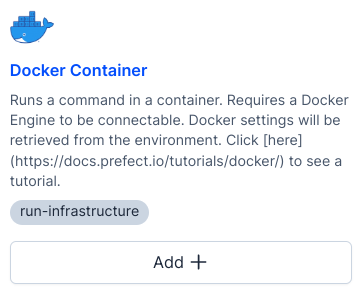 Docker Container
Runs a command in a container. Requires a Docker
Engine to be connectable. Docker settings will be
retrieved from the environment. Click [here]
(https://docs.prefect.io/tutorials/docker/) to see a
tutorial.
run-infrastructure
Add +